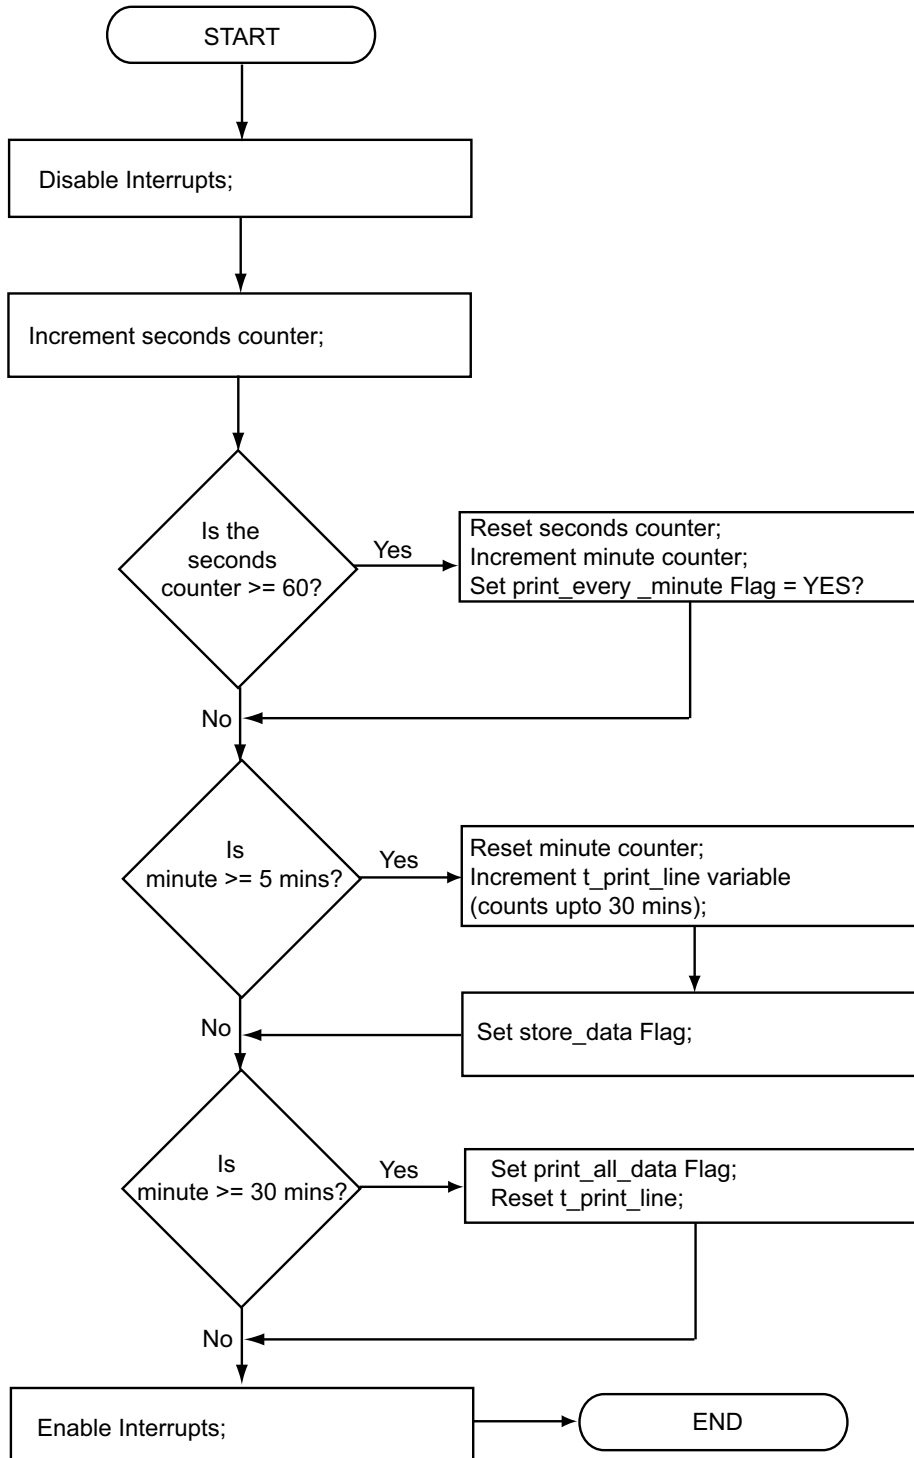 START
Disable Interrupts;
Increment seconds counter;
Is the
seconds
counter >= 60?
Yes
Reset seconds counter;
Increment minute counter;
Set print_every _minute Flag = YES?
No
Is
minute >= 5 mins?
Yes
Reset minute counter;
Increment t_print_line variable
(counts upto 30 mins);
Set store_data Flag;
No
Is
minute >= 30 mins?
Yes
Set print_all_data Flag;
Reset t_print_line;
No
Enable Interrupts;
END